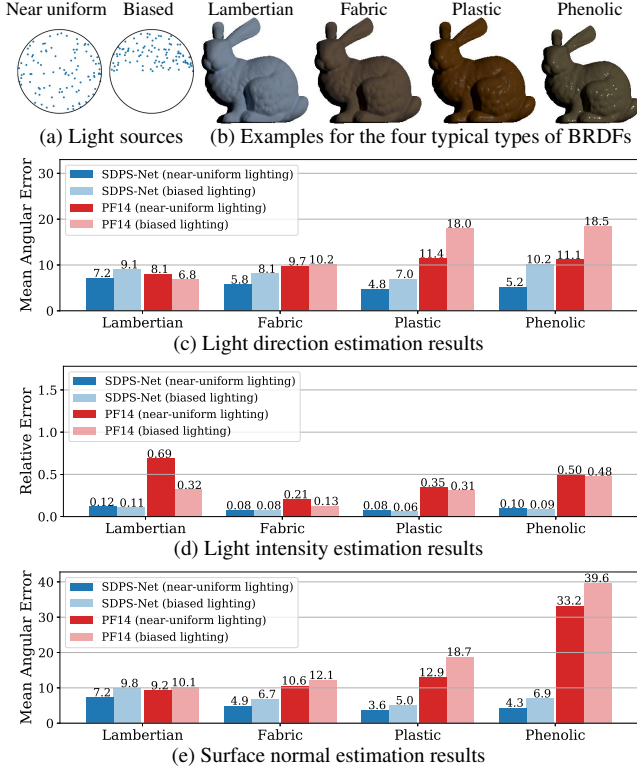 Near uniform Biased Lambertian Fabric Plastic Phenolic
(a) Light sources (b) Examples for the four typical types of BRDFs
Mean Angular Error
30
20
10
0
SDPS-Net (near-uniform lighting)
SDPS-Net (biased lighting)
PF14 (near-uniform lighting)
PF14 (biased lighting)
7.2 9.1 8.1 6.8 5.8 8.1 9.7 10.2 4.8 7.0 11.4 18.0 5.2 10.2 11.1 18.5
Lambertian Fabric Plastic Phenolic
(c) Light direction estimation results
Relative Error
1.5
1.0
0.5
0.0
SDPS-Net (near-uniform lighting)
SDPS-Net (biased lighting)
PF14 (near-uniform lighting)
PF14 (biased lighting)
0.12 0.11 0.69 0.32 0.08 0.08 0.21 0.13 0.08 0.06 0.35 0.31 0.10 0.09 0.50 0.48
Lambertian Fabric Plastic Phenolic
(d) Light intensity estimation results
Mean Angular Error
40
30
20
10
0
SDPS-Net (near-uniform lighting)
SDPS-Net (biased lighting)
PF14 (near-uniform lighting)
PF14 (biased lighting)
7.2 9.8 9.2 10.1 4.9 6.7 10.6 12.1 3.6 5.0 12.9 18.7 4.3 6.9 33.2 39.6
Lambertian Fabric Plastic Phenolic
(e) Surface normal estimation results